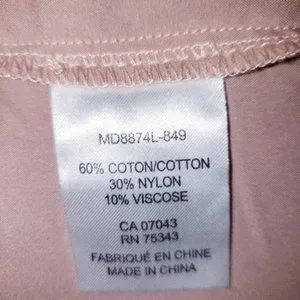 MD8874L-849
60% COTON/COTTON
30% NYLON
10% VISCOSE
CA 07043
RN 75343
FABRIQUÉ EN CHINE
MADE IN CHINA